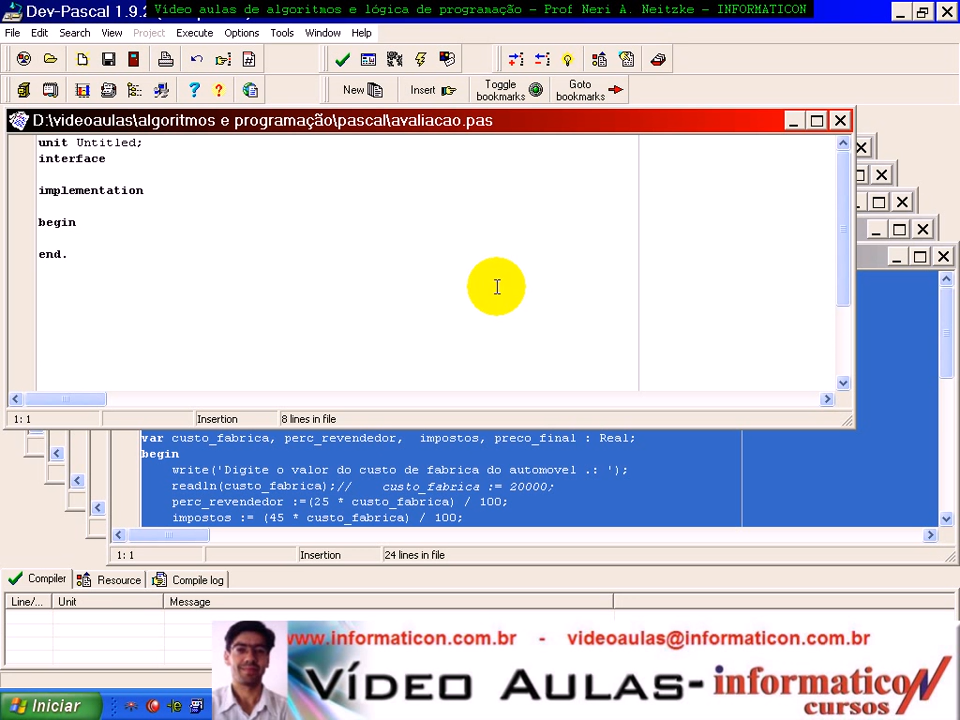 Dev-Pascal 1.9.2
Vídeo aulas de algoritmos e lógica de programação – Prof Neri A. Neitzke – INFORMATICON
File Edit Search View Project Execute Options Tools Window Help
New Insert Toggle bookmarks Goto bookmarks
D:\videoaulas\algoritmos e programação\pascal\avaliacao.pas
unit Untitled;
interface
implementation
begin
end.
1: 1 Insertion 8 lines in file
var custo_fabrica, perc_revendedor, impostos, preco_final : Real;
begin
write('Digite o valor do custo de fabrica do automovel .: ');
readln(custo_fabrica);// custo_fabrica := 20000;
perc_revendedor :=(25 * custo_fabrica) / 100;
impostos := (45 * custo_fabrica) / 100;
1: 1 Insertion 24 lines in file
Compiler Resource Compile log
Line/... Unit Message
www.informaticon.com.br - videoaulas@informaticon.com.br
VÍDEO AULAS- informaticon
cursos
Iniciar